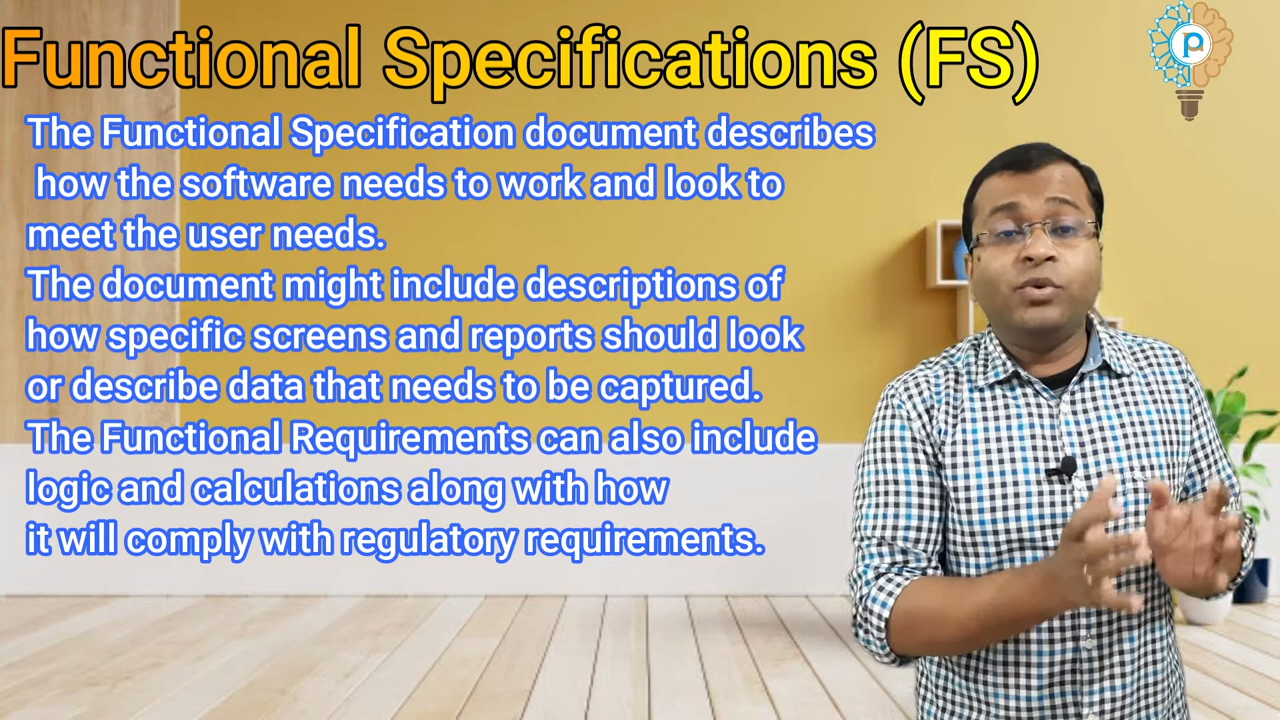 Functional Specifications (FS)
P
The Functional Specification document describes
how the software needs to work and look to
meet the user needs.
The document might include descriptions of
how specific screens and reports should look
or describe data that needs to be captured.
The Functional Requirements can also include
logic and calculations along with how
it will comply with regulatory requirements.